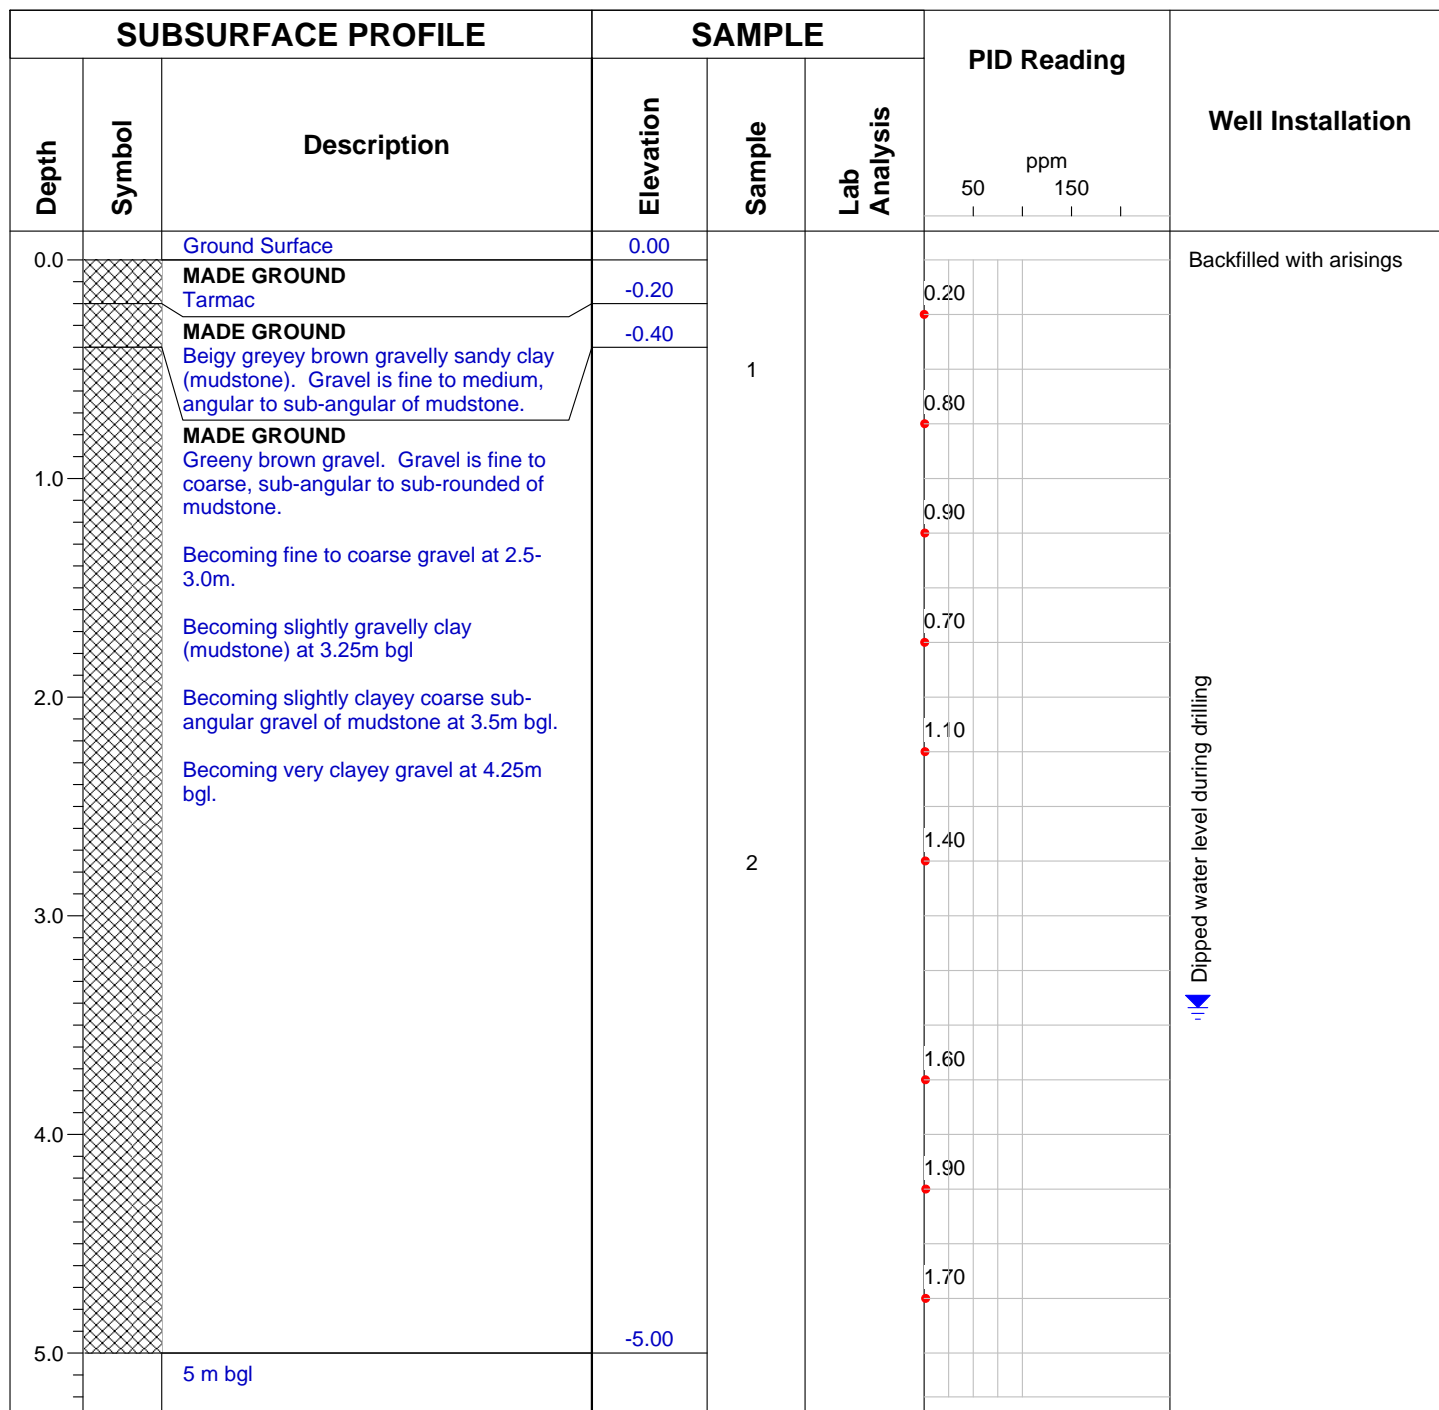 SUBSURFACE PROFILE
SAMPLE
PID Reading
Well Installation
Depth
Symbol
Description
Elevation
Sample
Lab
Analysis
ppm
50 150
Ground Surface
0.00
0.0
Backfilled with arisings
MADE GROUND
Tarmac
-0.20
0.20
MADE GROUND
Beigy greyey brown gravelly sandy clay
(mudstone). Gravel is fine to medium,
angular to sub-angular of mudstone.
-0.40
1
0.80
MADE GROUND
Greeny brown gravel. Gravel is fine to
coarse, sub-angular to sub-rounded of
mudstone.
1.0
0.90
Becoming fine to coarse gravel at 2.5-
3.0m.
Becoming slightly gravelly clay
(mudstone) at 3.25m bgl
0.70
Becoming slightly clayey coarse sub-
angular gravel of mudstone at 3.5m bgl.
2.0
1.10
Becoming very clayey gravel at 4.25m
bgl.
1.40
2
Dipped water level during drilling
3.0
1.60
4.0
1.90
1.70
-5.00
5.0
5 m bgl